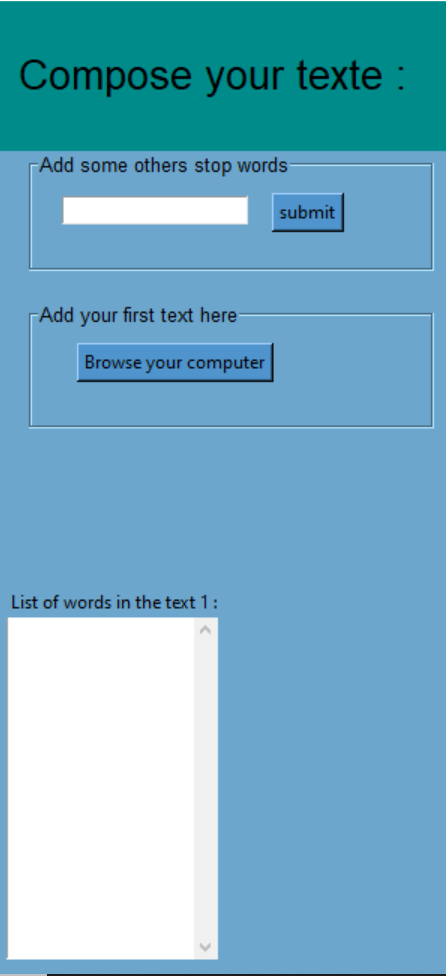 Compose your texte :
Add some others stop words
submit
Add your first text here
Browse your computer
List of words in the text 1 :